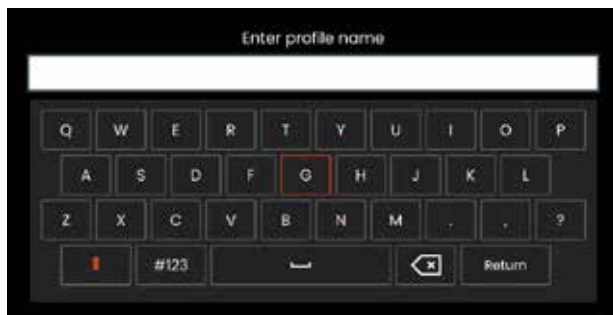 Enter profile name
Q W E R T Y U I O P
A S D F G H J K L
Z X C V B N M . , ?
#123 Return